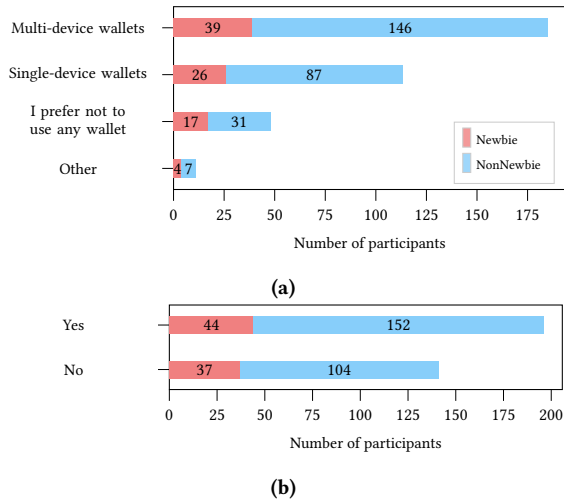 Multi-device wallets
39 146
Single-device wallets
26 87
I prefer not to
use any wallet
17 31
Other
4 7
Newbie
NonNewbie
0 25 50 75 100 125 150 175
Number of participants
(a)
Yes
44 152
No
37 104
0 25 50 75 100 125 150 175 200
Number of participants
(b)